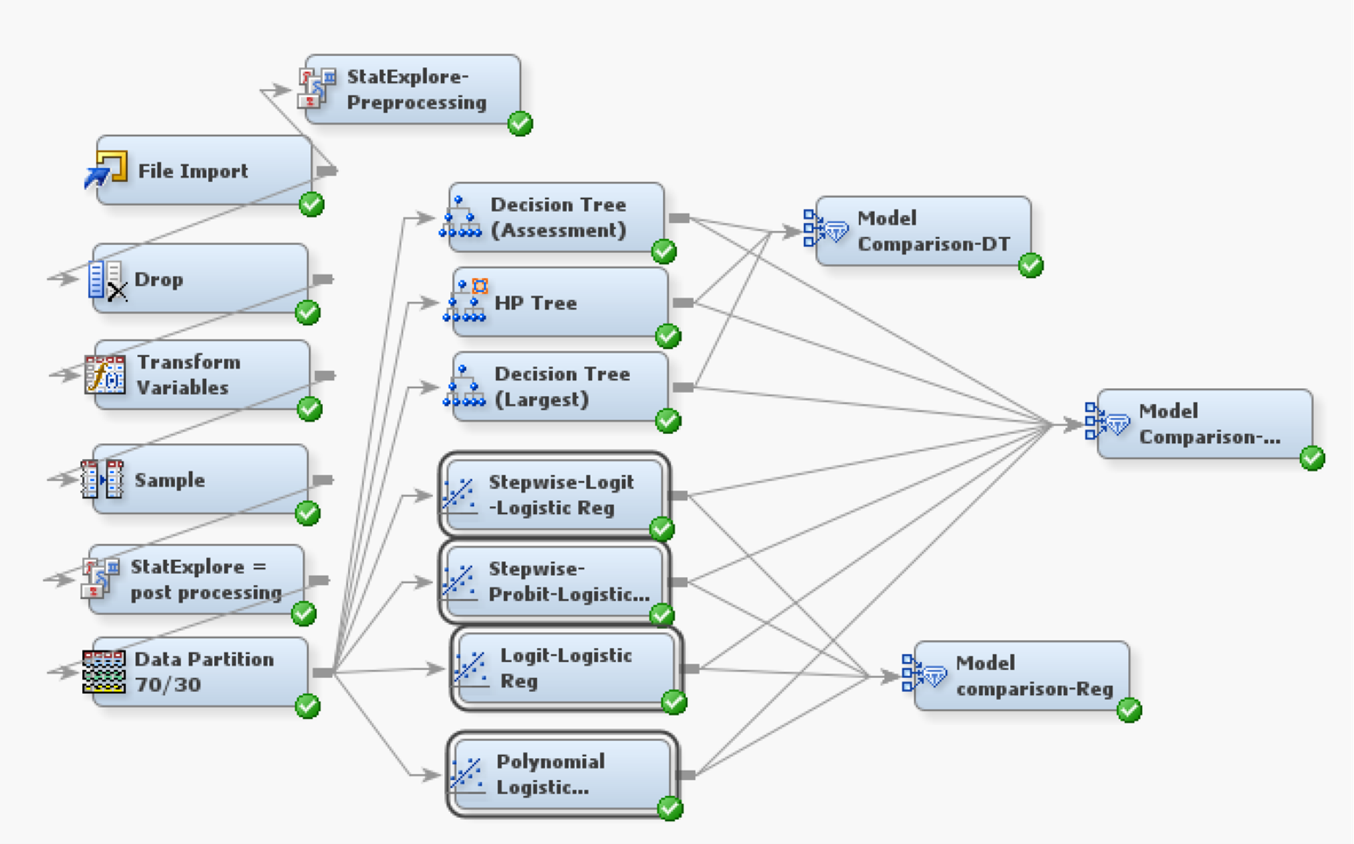 StatExplore-
Preprocessing
File Import
Drop
Transform
Variables
Sample
StatExplore =
post processing
Data Partition
70/30
Decision Tree
(Assessment)
HP Tree
Decision Tree
(Largest)
Stepwise-Logit
-Logistic Reg
Stepwise-
Probit-Logistic...
Logit-Logistic
Reg
Polynomial
Logistic...
Model
Comparison-DT
Model
Comparison-...
Model
comparison-Reg